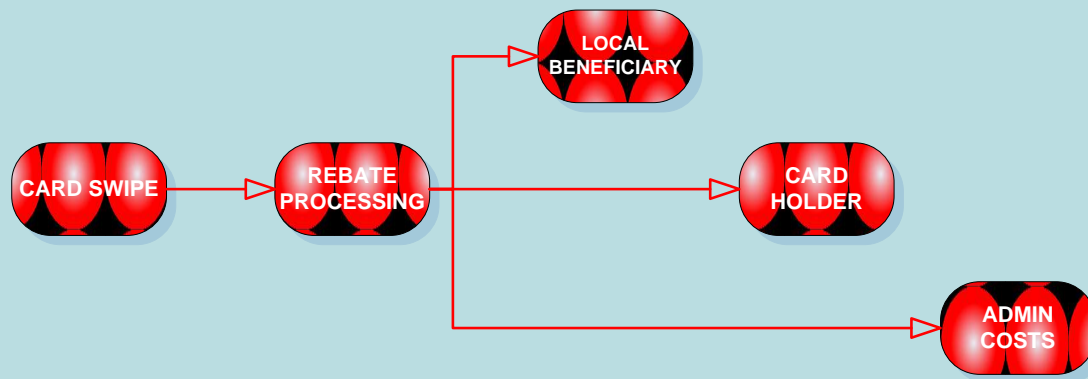 LOCAL
BENEFICIARY
CARD SWIPE
REBATE
PROCESSING
CARD
HOLDER
ADMIN
COSTS